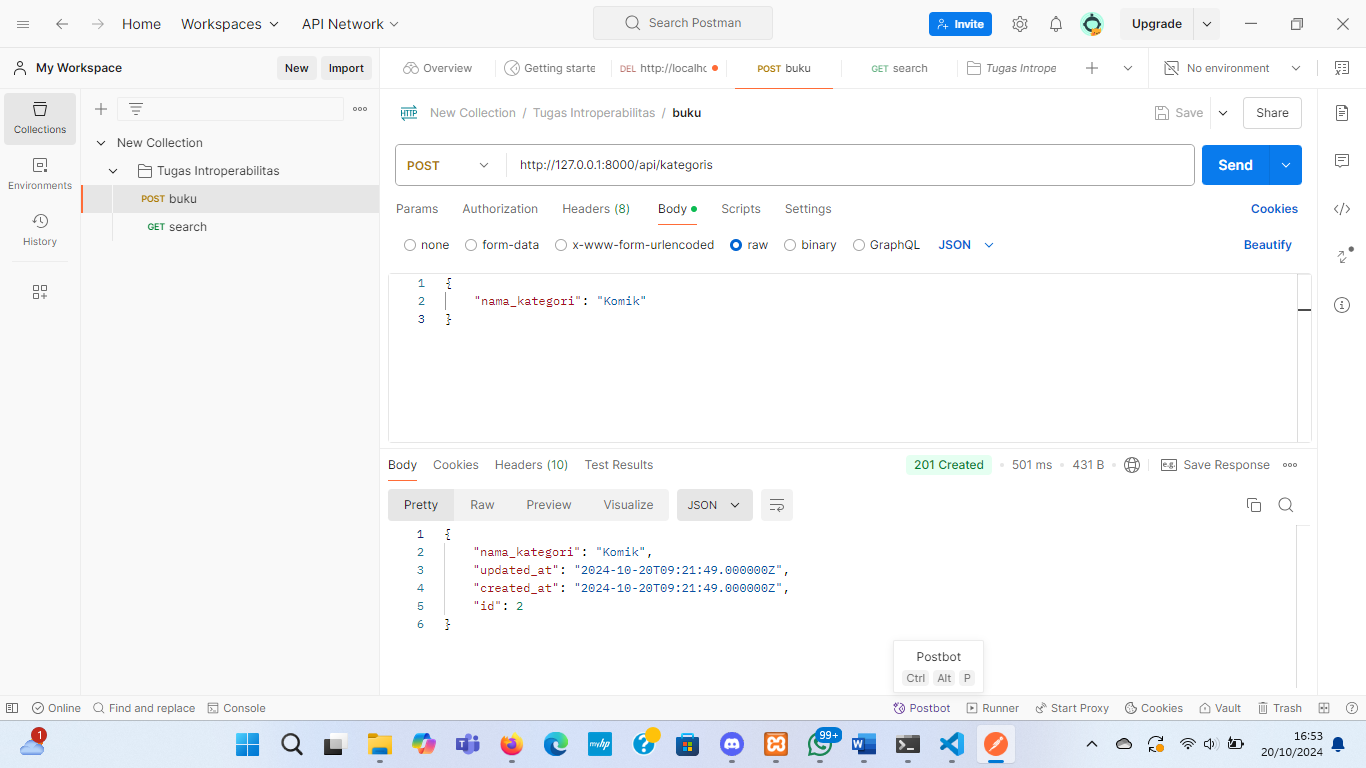 Home Workspaces API Network Search Postman Invite Upgrade
My Workspace New Import Overview Getting starte DEL http://localhc POST buku GET search Tugas Intrope No environment
Collections
Environments
History
New Collection
Tugas Introperabilitas
POST buku
GET search
HTTP New Collection / Tugas Introperabilitas / buku Save Share
POST http://127.0.0.1:8000/api/kategoris Send
Params Authorization Headers (8) Body Scripts Settings Cookies
none form-data x-www-form-urlencoded raw binary GraphQL JSON Beautify
1 {
2 "nama_kategori": "Komik"
3 }
Body Cookies Headers (10) Test Results 201 Created 501 ms 431 B e.g. Save Response
Pretty Raw Preview Visualize JSON
1 {
2 "nama_kategori": "Komik",
3 "updated_at": "2024-10-20T09:21:49.000000Z",
4 "created_at": "2024-10-20T09:21:49.000000Z",
5 "id": 2
6 }
Postbot
Ctrl Alt P
Online Find and replace Console Postbot Runner Start Proxy Cookies Vault Trash
1 myhp 99+ 16:53
20/10/2024